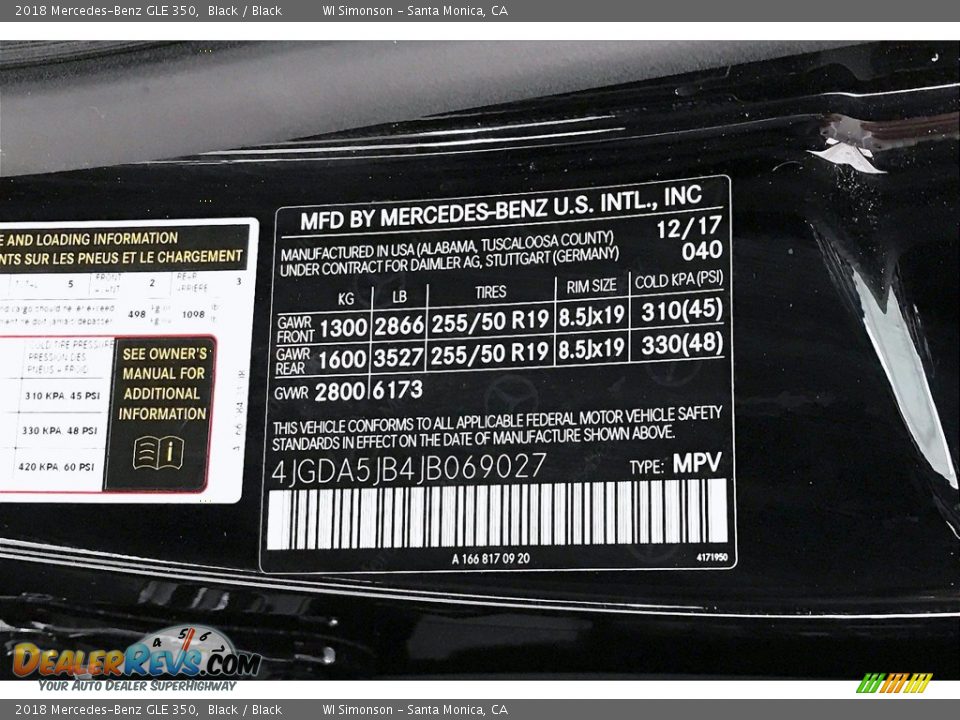 2018 Mercedes-Benz GLE 350, Black / Black WI Simonson - Santa Monica, CA
E AND LOADING INFORMATION
NTS SUR LES PNEUS ET LE CHARGEMENT
5 2 3
498 1098
SEE OWNER'S
MANUAL FOR
ADDITIONAL
INFORMATION
310 KPA, 45 PSI
330 KPA, 48 PSI
420 KPA, 60 PSI
MFD BY MERCEDES-BENZ U.S. INTL., INC
MANUFACTURED IN USA (ALABAMA, TUSCALOOSA COUNTY) 12/17
UNDER CONTRACT FOR DAIMLER AG, STUTTGART (GERMANY) 040
KG LB TIRES RIM SIZE COLD KPA (PSI)
GAWR FRONT 1300 2866 255/50 R19 8.5Jx19 310(45)
GAWR REAR 1600 3527 255/50 R19 8.5Jx19 330(48)
GVWR 2800 6173
THIS VEHICLE CONFORMS TO ALL APPLICABLE FEDERAL MOTOR VEHICLE SAFETY
STANDARDS IN EFFECT ON THE DATE OF MANUFACTURE SHOWN ABOVE.
4JGDA5JB4JB069027 TYPE: MPV
A 166 817 09 20 4171950
DEALERREVS.COM
YOUR AUTO DEALER SUPERHIGHWAY
2018 Mercedes-Benz GLE 350, Black / Black WI Simonson - Santa Monica, CA